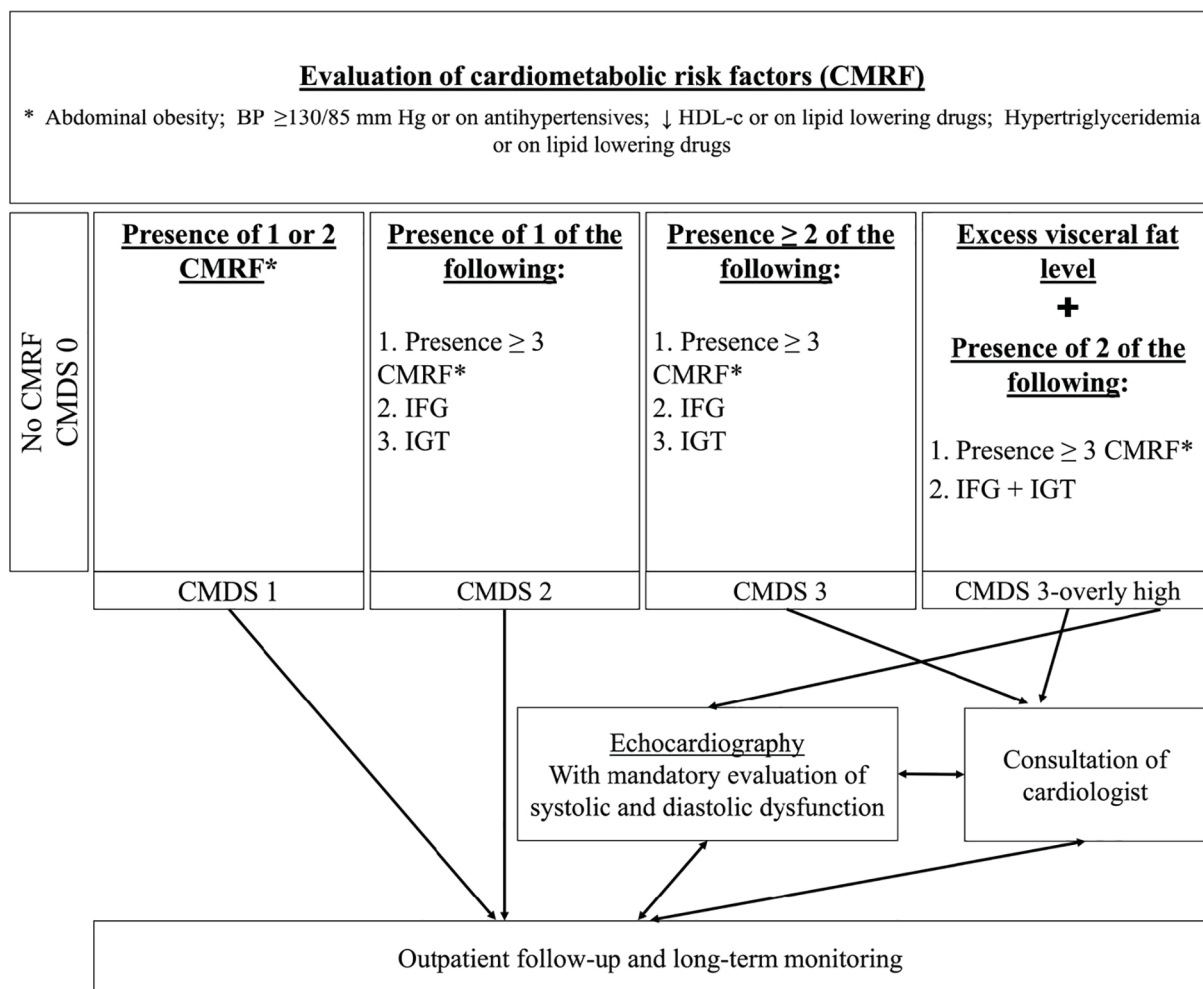 Evaluation of cardiometabolic risk factors (CMRF)
* Abdominal obesity; BP ≥130/85 mm Hg or on antihypertensives; ↓ HDL-c or on lipid lowering drugs; Hypertriglyceridemia
or on lipid lowering drugs
No CMRF
CMDS 0
Presence of 1 or 2
CMRF*
CMDS 1
Presence of 1 of the
following:
1. Presence ≥ 3
CMRF*
2. IFG
3. IGT
CMDS 2
Presence ≥ 2 of the
following:
1. Presence ≥ 3
CMRF*
2. IFG
3. IGT
CMDS 3
Excess visceral fat
level
+
Presence of 2 of the
following:
1. Presence ≥ 3 CMRF*
2. IFG + IGT
CMDS 3-overly high
Echocardiography
With mandatory evaluation of
systolic and diastolic dysfunction
Consultation of
cardiologist
Outpatient follow-up and long-term monitoring